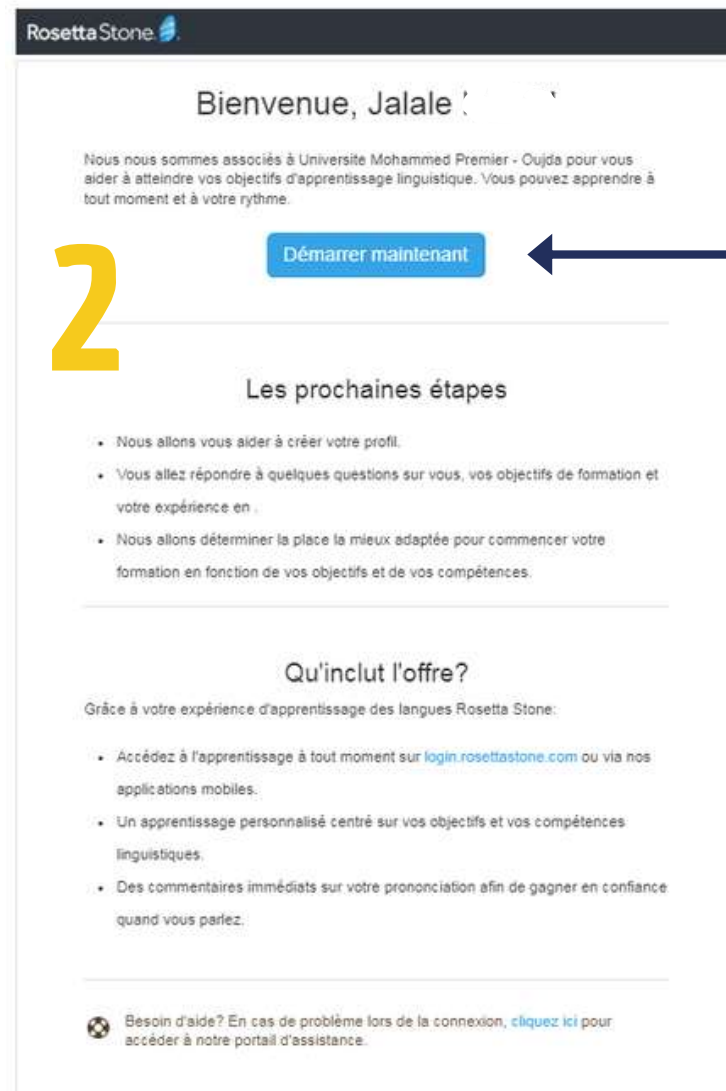 Rosetta Stone
Bienvenue, Jalale
Nous nous sommes associés à Universite Mohammed Premier - Oujda pour vous
aider à atteindre vos objectifs d'apprentissage linguistique. Vous pouvez apprendre à
tout moment et à votre rythme.
Démarrer maintenant
2
Les prochaines étapes
• Nous allons vous aider à créer votre profil.
• Vous allez répondre à quelques questions sur vous, vos objectifs de formation et
votre expérience en .
• Nous allons déterminer la place la mieux adaptée pour commencer votre
formation en fonction de vos objectifs et de vos compétences.
Qu'inclut l'offre?
Grâce à votre expérience d'apprentissage des langues Rosetta Stone:
• Accédez à l'apprentissage à tout moment sur login.rosettastone.com ou via nos
applications mobiles.
• Un apprentissage personnalisé centré sur vos objectifs et vos compétences
linguistiques.
• Des commentaires immédiats sur votre prononciation afin de gagner en confiance
quand vous parlez.
Besoin d'aide? En cas de problème lors de la connexion, cliquez ici pour
accéder à notre portail d'assistance.